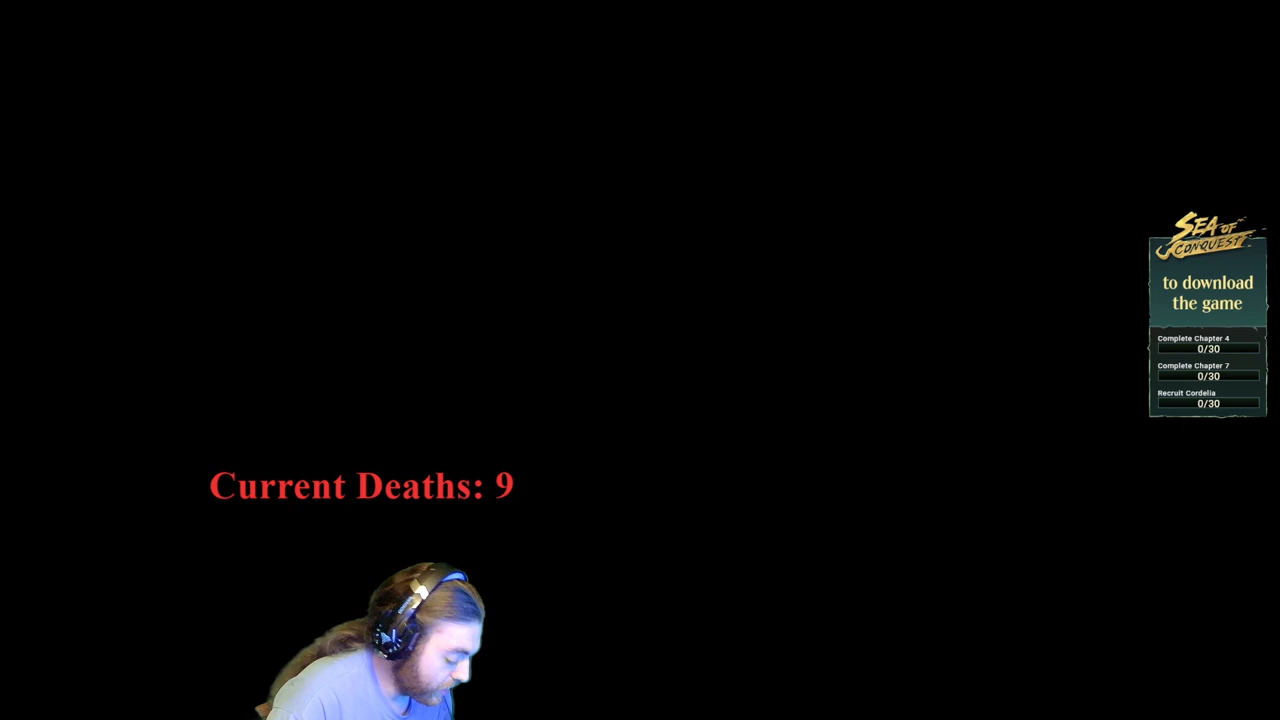 SEA OF
CONQUEST
to download
the game
Complete Chapter 4
0/30
Complete Chapter 7
0/30
Recruit Cordelia
0/30
Current Deaths: 9